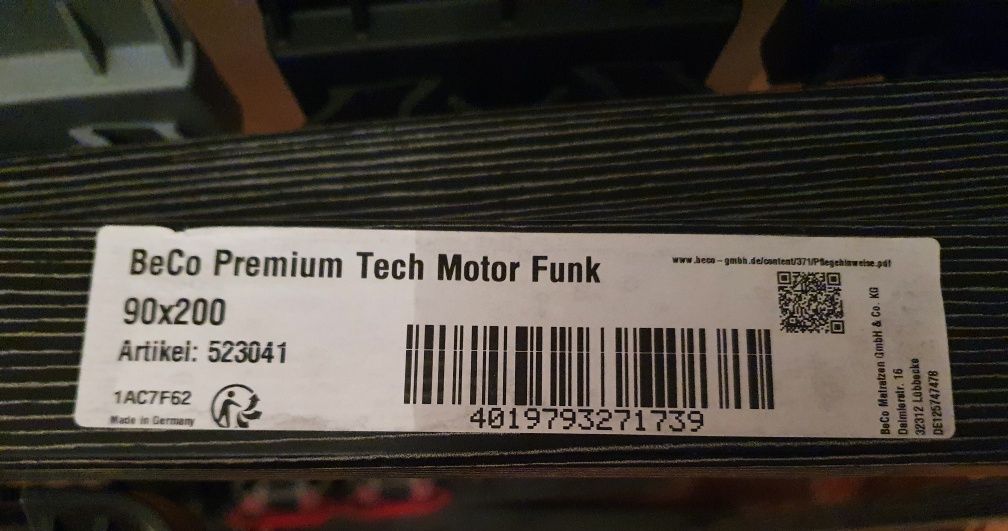 BeCo Premium Tech Motor Funk
www.beco-gmbh.de/content/371/Pflegehinweise.pdf
90x200
Artikel: 523041
1AC7F62
Made in Germany
4019793271739
BeCo Matratzen GmbH & Co. KG
Daimlerstr. 16
32312 Lübbecke
DE125747478